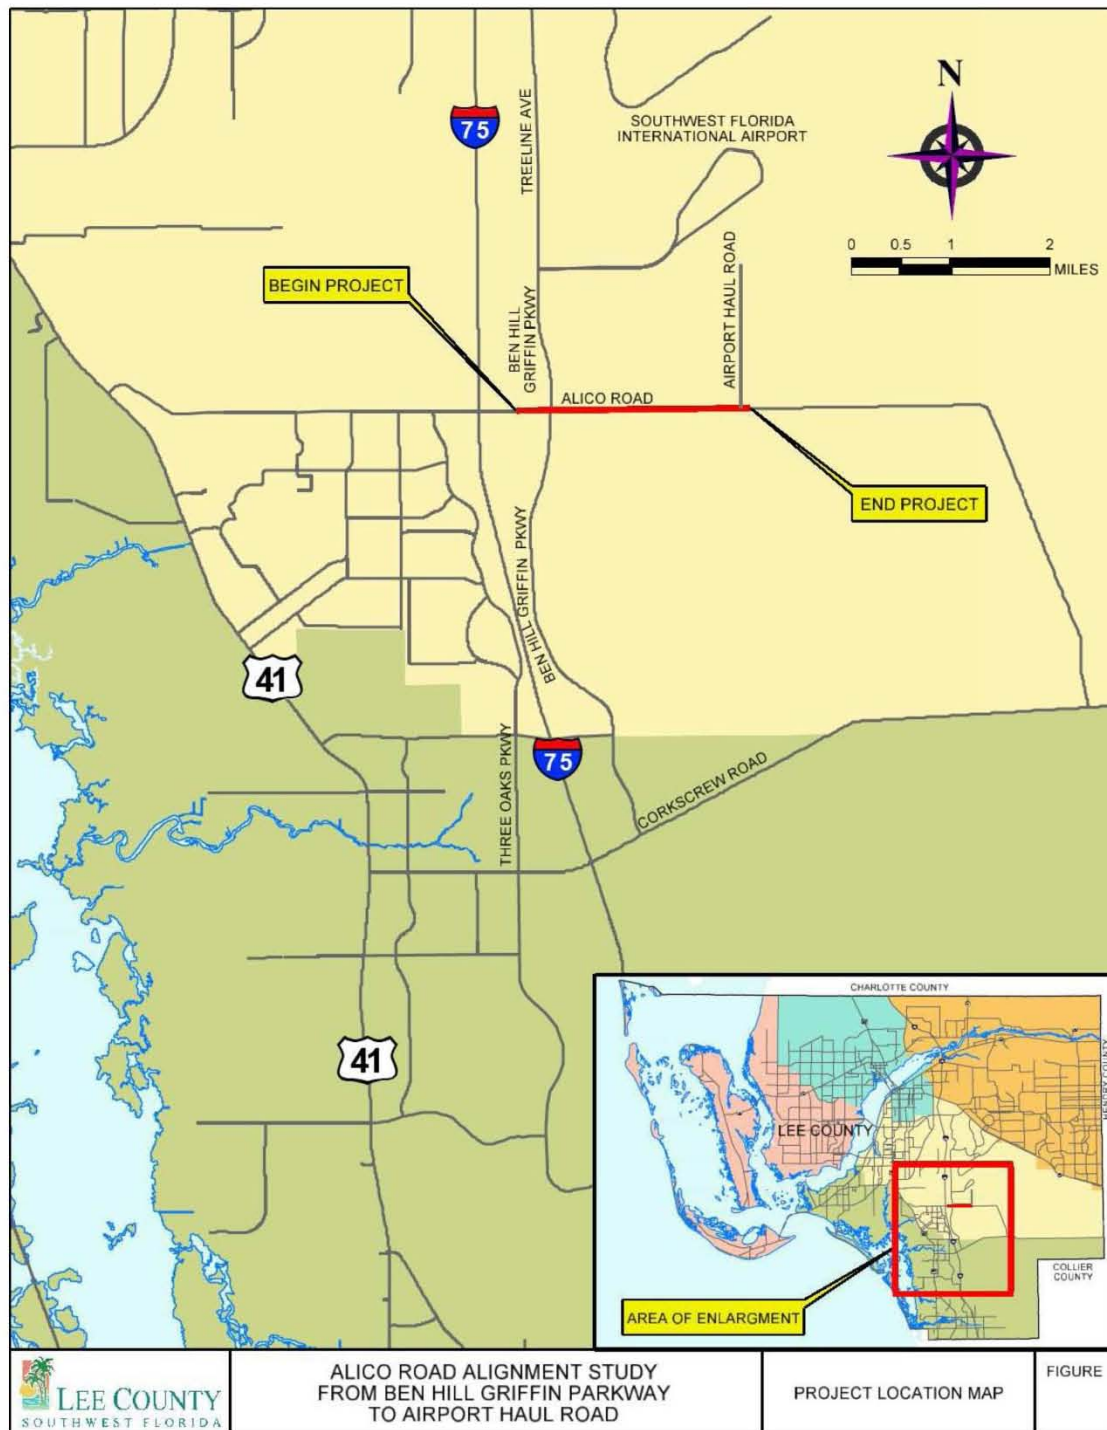 N
75
TREELINE AVE
SOUTHWEST FLORIDA
INTERNATIONAL AIRPORT
0 0.5 1 2
MILES
BEGIN PROJECT
BEN HILL
GRIFFIN PKWY
AIRPORT HAUL ROAD
ALICO ROAD
END PROJECT
BEN HILL GRIFFIN PKWY
41
THREE OAKS PKWY
75
CORKSCREW ROAD
41
CHARLOTTE COUNTY
HENDRY COUNTY
LEE COUNTY
COLLIER
COUNTY
AREA OF ENLARGMENT
LEE COUNTY
SOUTHWEST FLORIDA
ALICO ROAD ALIGNMENT STUDY
FROM BEN HILL GRIFFIN PARKWAY
TO AIRPORT HAUL ROAD
PROJECT LOCATION MAP
FIGURE